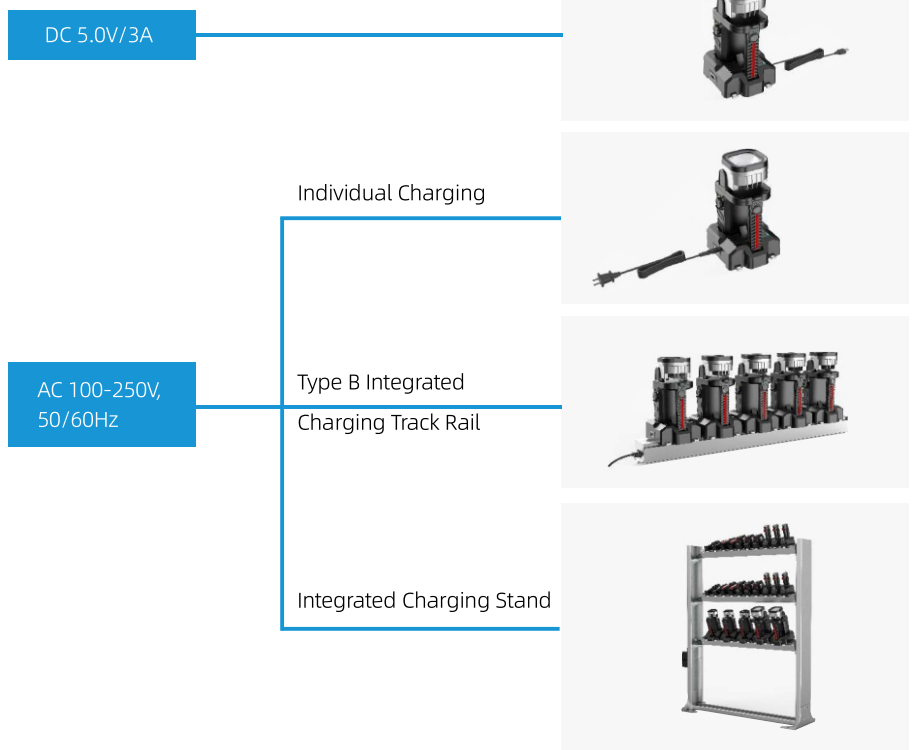 DC 5.0V/3A
Individual Charging
AC 100-250V,
50/60Hz
Type B Integrated
Charging Track Rail
Integrated Charging Stand